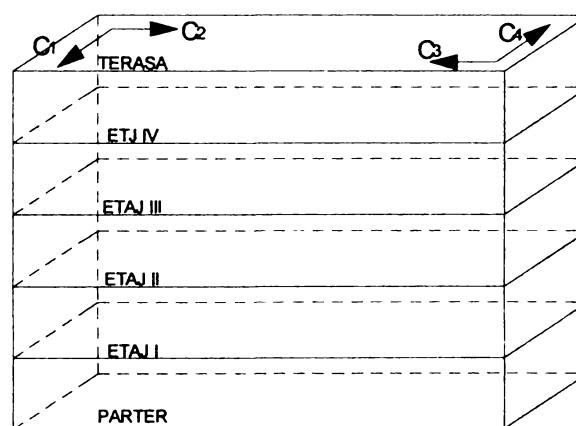 C1 C2 C3 C4
TERASA
ETJ IV
ETAJ III
ETAJ II
ETAJ I
PARTER